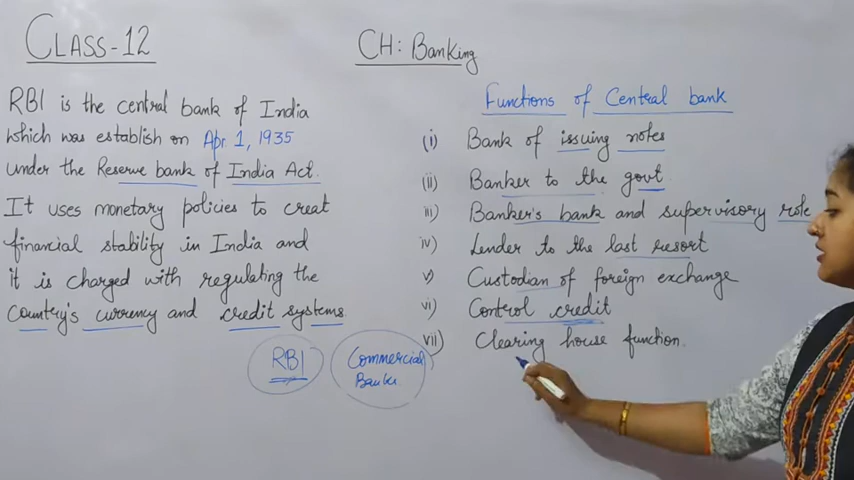 CLASS-12
CH: Banking
RBI is the central bank of India
which was establish on Apr 1, 1935
under the Reserve bank of India Act.
It uses monetary policies to creat
financial stability in India and
it is charged with regulating the
Country's currency and credit systems.
RBI
Commercial
Banks
Functions of Central bank
(i) Bank of issuing notes
(ii) Banker to the govt
iii) Banker's bank and supervisory role
iv) Lender to the last resort
v) Custodian of foreign exchange
vi) Control credit
vii) Clearing house function.